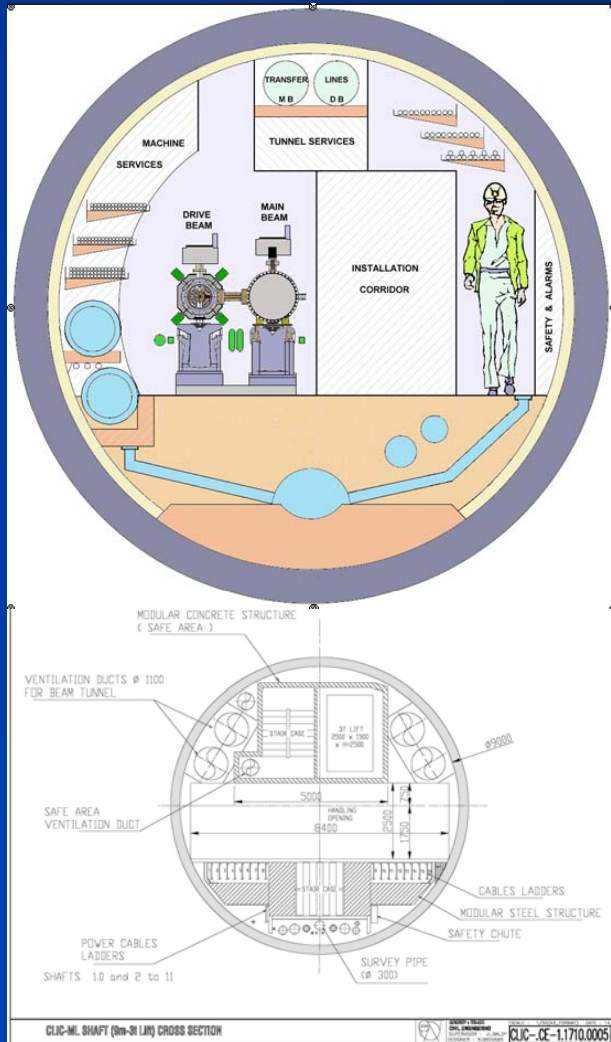 TRANSFER
LINES
M B
D B
TUNNEL SERVICES
MACHINE
SERVICES
DRIVE
BEAM
MAIN
BEAM
INSTALLATION
CORRIDOR
SAFETY & ALARMS
MODULAR CONCRETE STRUCTURE
( SAFE AREA )
VENTILATION DUCTS Ø 1100
FOR BEAM TUNNEL
STAIR CASE
3T LIFT
Ø9000
5000
HANDLING
OPENING
8400
2500
750
1750
SAFE AREA
VENTILATION DUCT
STAIR CASE
CABLES LADDERS
MODULAR STEEL STRUCTURE
SAFETY CHUTE
POWER CABLES
LADDERS
SURVEY PIPE
(Ø 300)
SHAFTS 1.0 and 2 to 11
CLIC-ML SHAFT (9m-3t Lift) CROSS SECTION
CIVIL ENGINEERING
CLIC-.CE-1.1710.0005